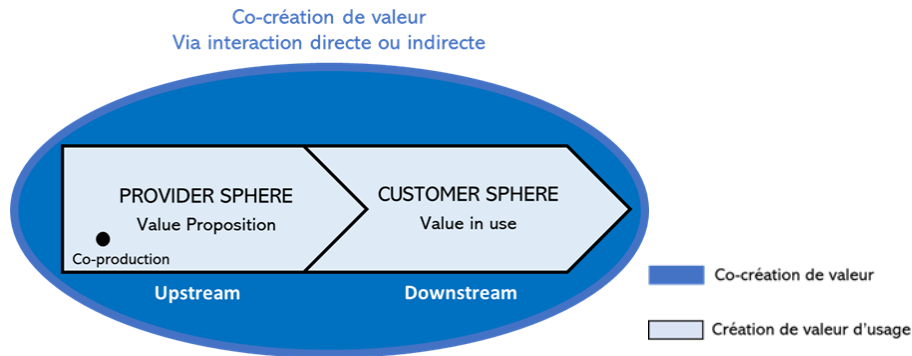 Co-création de valeur
Via interaction directe ou indirecte
PROVIDER SPHERE
Value Proposition
Co-production
CUSTOMER SPHERE
Value in use
Upstream
Downstream
Co-création de valeur
Création de valeur d'usage